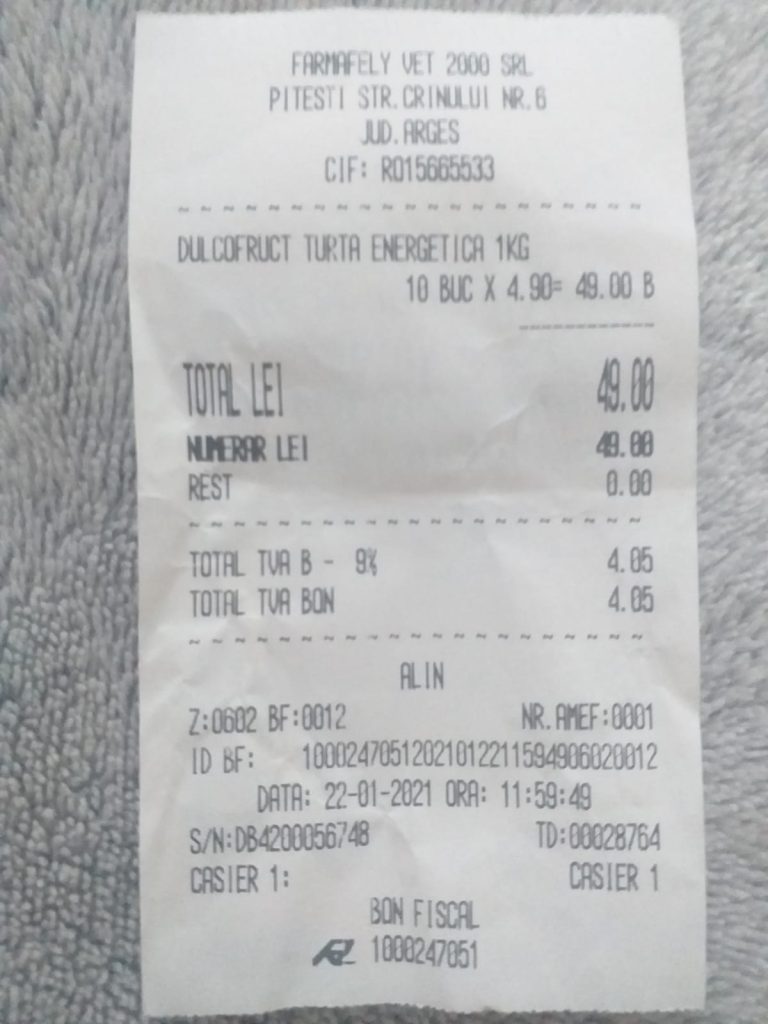 FARMAFELY VET 2000 SRL
PITESTI STR.CRINULUI NR.6
JUD.ARGES
CIF: RO15665533
DULCOFRUCT TURTA ENERGETICA 1KG
10 BUC X 4.90= 49.00 B
TOTAL LEI 49.00
NUMERAR LEI 49.00
REST 0.00
TOTAL TVA B - 9% 4.05
TOTAL TVA BON 4.05
ALIN
Z:0602 BF:0012 NR.AMEF:0001
ID BF: 10002470512021012211594906020012
DATA: 22-01-2021 ORA: 11:59:49
S/N:DB4200056748 TD:00028764
CASIER 1: CASIER 1
BON FISCAL
1000247051